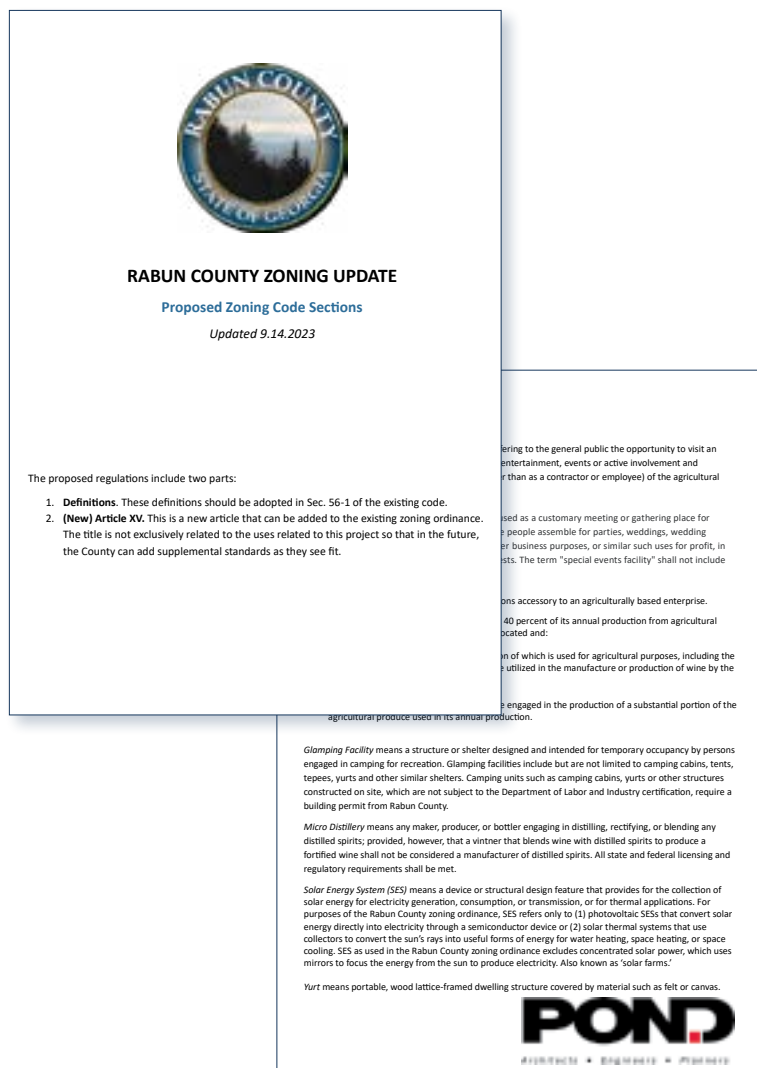 RABUN COUNTY
STATE OF GEORGIA
RABUN COUNTY ZONING UPDATE
Proposed Zoning Code Sections
Updated 9.14.2023
The proposed regulations include two parts:
1. Definitions. These definitions should be adopted in Sec. 56-1 of the existing code.
2. (New) Article XV. This is a new article that can be added to the existing zoning ordinance.
The title is not exclusively related to the uses related to this project so that in the future,
the County can add supplemental standards as they see fit.
fering to the general public the opportunity to visit an
entertainment, events or active involvement and
r than as a contractor or employee) of the agricultural
used as a customary meeting or gathering place for
e people assemble for parties, weddings, wedding
er business purposes, or similar such uses for profit, in
sts. The term "special events facility" shall not include
ons accessory to an agriculturally based enterprise.
40 percent of its annual production from agricultural
ocated and:
on of which is used for agricultural purposes, including the
e utilized in the manufacture or production of wine by the
e engaged in the production of a substantial portion of the
agricultural produce used in its annual production.
Glamping Facility means a structure or shelter designed and intended for temporary occupancy by persons
engaged in camping for recreation. Glamping facilities include but are not limited to camping cabins, tents,
tepees, yurts and other similar shelters. Camping units such as camping cabins, yurts or other structures
constructed on site, which are not subject to the Department of Labor and Industry certification, require a
building permit from Rabun County.
Micro Distillery means any maker, producer, or bottler engaging in distilling, rectifying, or blending any
distilled spirits; provided, however, that a vintner that blends wine with distilled spirits to produce a
fortified wine shall not be considered a manufacturer of distilled spirits. All state and federal licensing and
regulatory requirements shall be met.
Solar Energy System (SES) means a device or structural design feature that provides for the collection of
solar energy for electricity generation, consumption, or transmission, or for thermal applications. For
purposes of the Rabun County zoning ordinance, SES refers only to (1) photovoltaic SESs that convert solar
energy directly into electricity through a semiconductor device or (2) solar thermal systems that use
collectors to convert the sun's rays into useful forms of energy for water heating, space heating, or space
cooling. SES as used in the Rabun County zoning ordinance excludes concentrated solar power, which uses
mirrors to focus the energy from the sun to produce electricity. Also known as 'solar farms.'
Yurt means portable, wood lattice-framed dwelling structure covered by material such as felt or canvas.
POND
Architects • Engineers • Planners